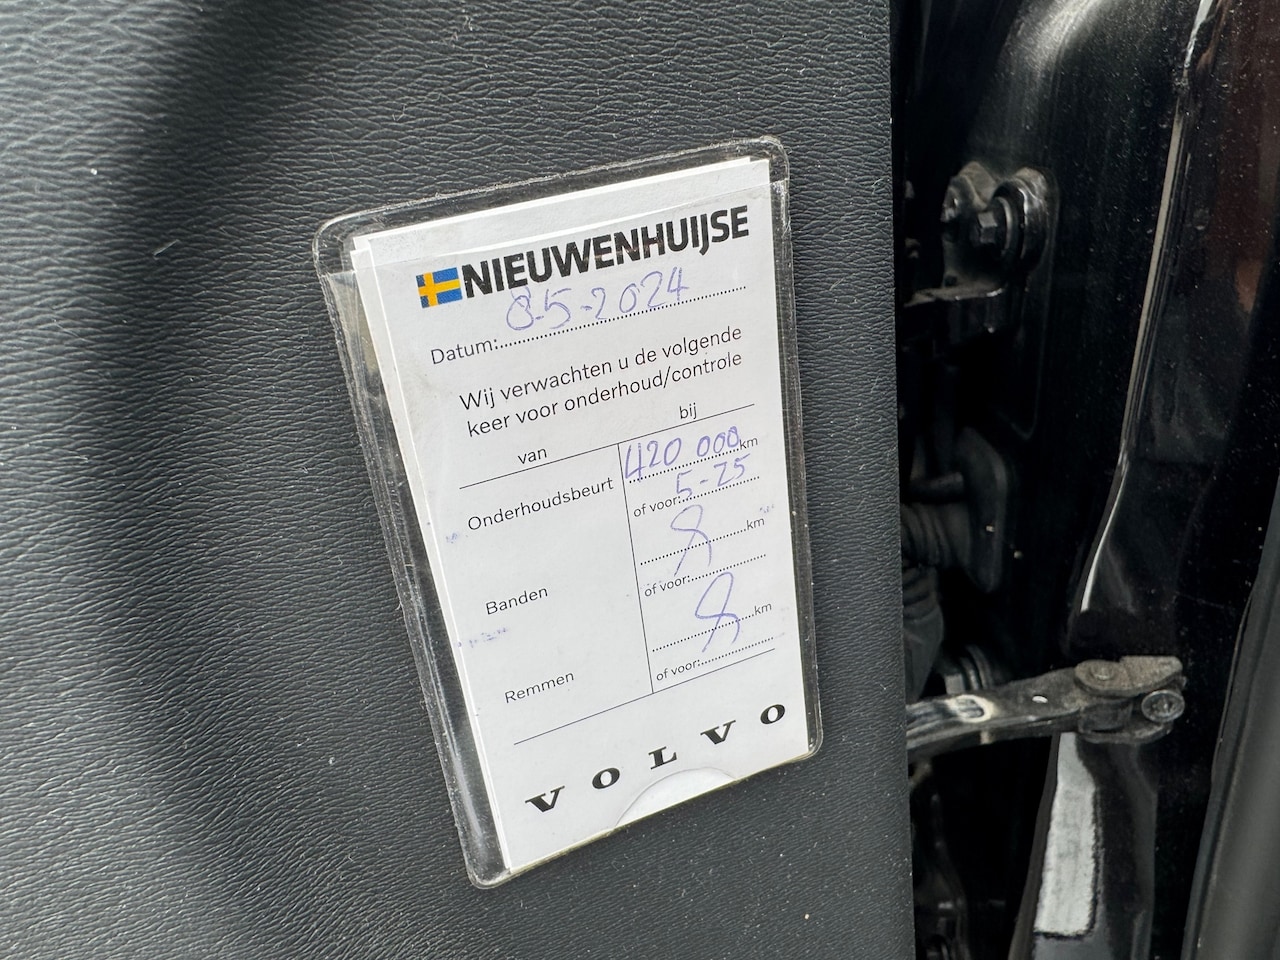 NIEUWENHUIJSE
Datum: 8-5-2024
Wij verwachten u de volgende
keer voor onderhoud/controle
van bij
Onderhoudsbeurt 420 000 km
of voor: 5-25
Banden km
of voor:
Remmen km
of voor:
VOLVO